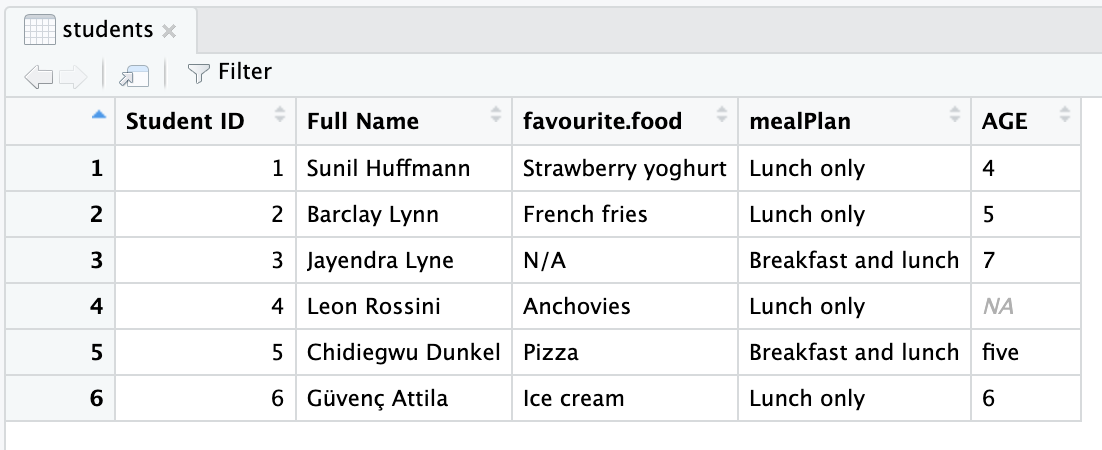 students
Filter
Student ID Full Name favourite.food mealPlan AGE
1 1 Sunil Huffmann Strawberry yoghurt Lunch only 4
2 2 Barclay Lynn French fries Lunch only 5
3 3 Jayendra Lyne N/A Breakfast and lunch 7
4 4 Leon Rossini Anchovies Lunch only NA
5 5 Chidiegwu Dunkel Pizza Breakfast and lunch five
6 6 Güvenç Attila Ice cream Lunch only 6